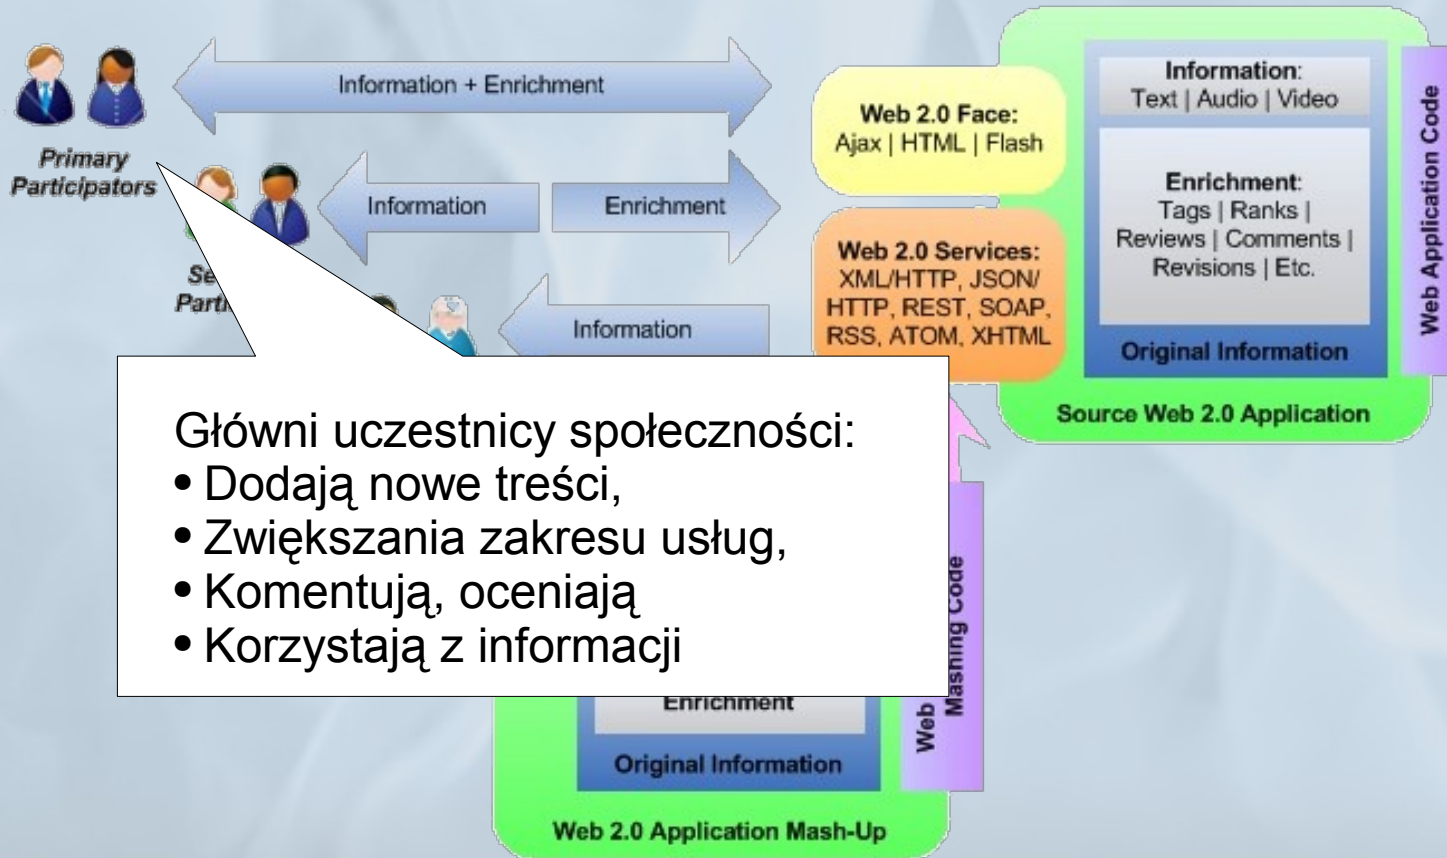 Information + Enrichment
Primary
Participators
Information
Enrichment
Information
Web 2.0 Face:
Ajax | HTML | Flash
Web 2.0 Services:
XML/HTTP, JSON/
HTTP, REST, SOAP,
RSS, ATOM, XHTML
Information:
Text | Audio | Video
Enrichment:
Tags | Ranks |
Reviews | Comments |
Revisions | Etc.
Original Information
Source Web 2.0 Application
Web Application Code
Główni uczestnicy społeczności:
• Dodają nowe treści,
• Zwiększania zakresu usług,
• Komentują, oceniają
• Korzystają z informacji
Web
Mashing Code
Enrichment
Original Information
Web 2.0 Application Mash-Up